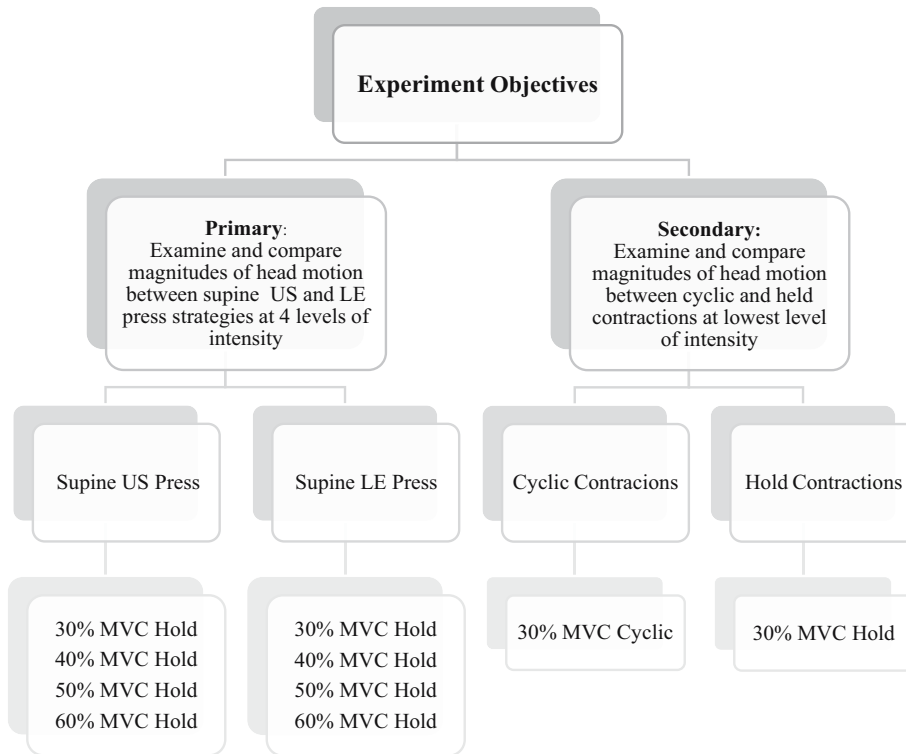 Experiment Objectives
Primary:
Examine and compare
magnitudes of head motion
between supine US and LE
press strategies at 4 levels of
intensity
Secondary:
Examine and compare
magnitudes of head motion
between cyclic and held
contractions at lowest level
of intensity
Supine US Press
Supine LE Press
Cyclic Contracions
Hold Contractions
30% MVC Hold
40% MVC Hold
50% MVC Hold
60% MVC Hold
30% MVC Hold
40% MVC Hold
50% MVC Hold
60% MVC Hold
30% MVC Cyclic
30% MVC Hold